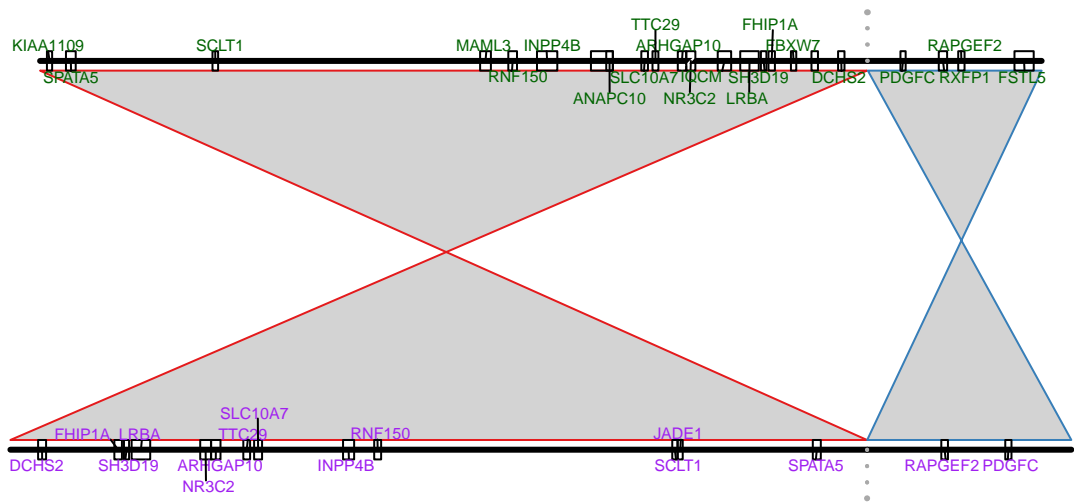 TTC29 FHIP1A
KIAA1109 SCLT1 MAML3 INPP4B ARHGAP10 FBXW7 RAPGEF2
SPATA5 RNF150 SLC10A7 IQCM SH3D19 DCHS2 PDGFC RXFP1 FSTL5
ANAPC10 NR3C2 LRBA
SLC10A7
FHIP1A LRBA TTC29 RNF150 JADE1
DCHS2 SH3D19 ARHGAP10 INPP4B SCLT1 SPATA5 RAPGEF2 PDGFC
NR3C2